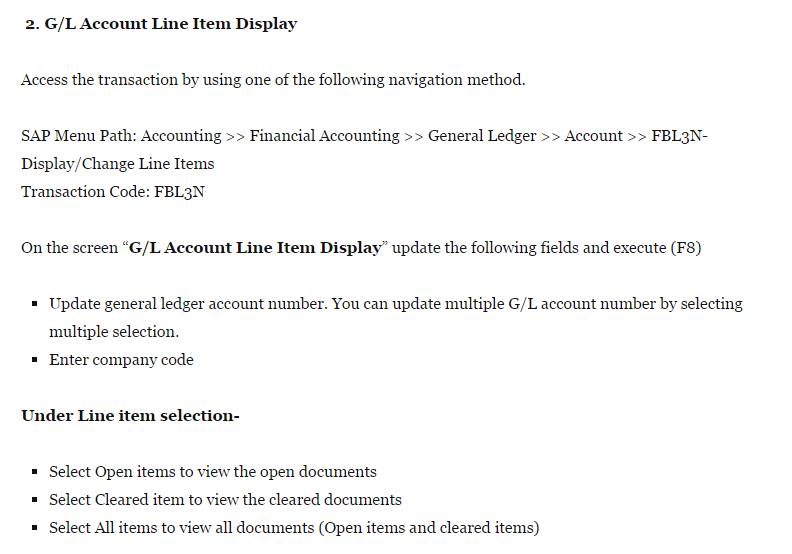 2. G/L Account Line Item Display
Access the transaction by using one of the following navigation method.
SAP Menu Path: Accounting >> Financial Accounting >> General Ledger >> Account >> FBL3N-
Display/Change Line Items
Transaction Code: FBL3N
On the screen “G/L Account Line Item Display” update the following fields and execute (F8)
▪ Update general ledger account number. You can update multiple G/L account number by selecting
multiple selection.
▪ Enter company code
Under Line item selection-
▪ Select Open items to view the open documents
▪ Select Cleared item to view the cleared documents
▪ Select All items to view all documents (Open items and cleared items)